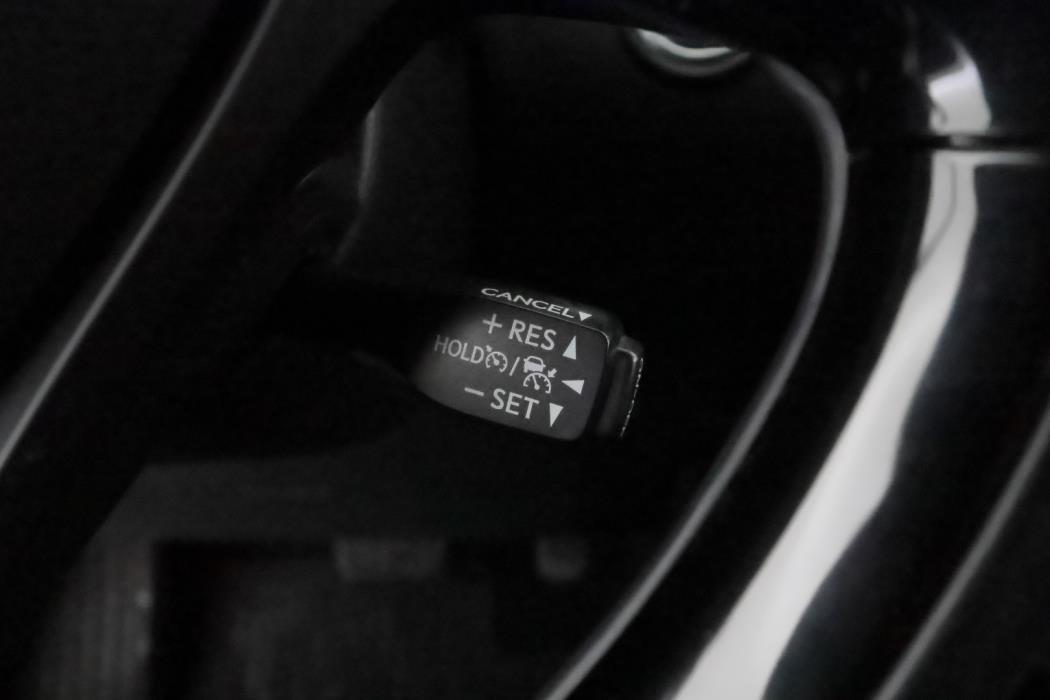 CANCEL▼
+ RES ▲
HOLD / ◀
− SET ▼